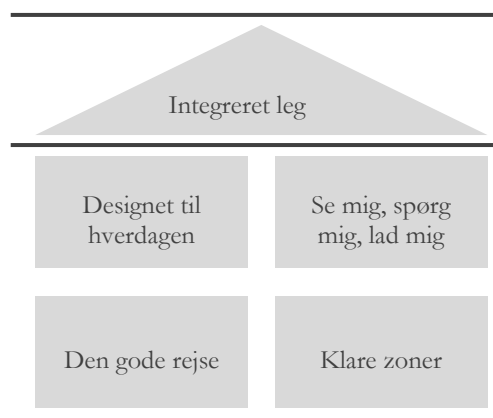 Integreret leg
Designet til
hverdagen
Se mig, spørg
mig, lad mig
Den gode rejse
Klare zoner